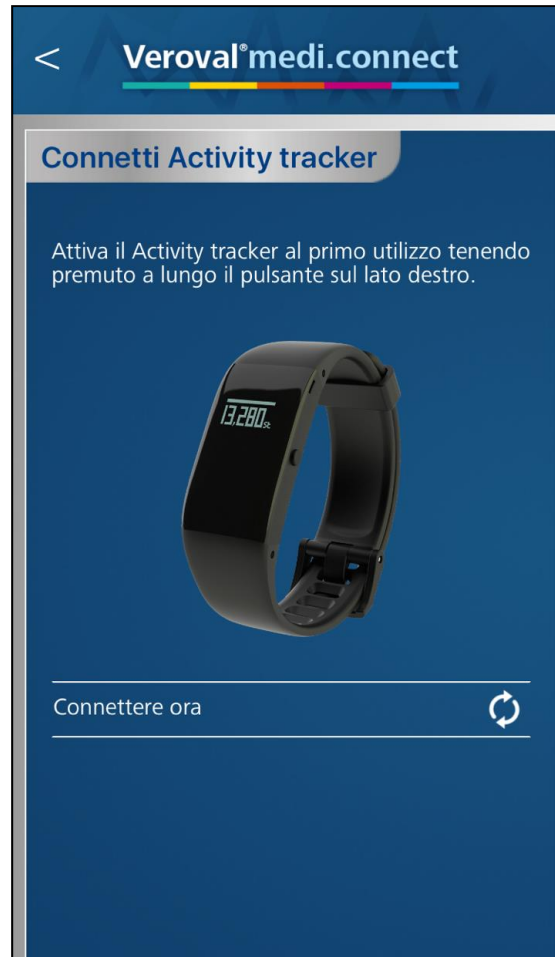 <
Veroval®medi.connect
Connetti Activity tracker
Attiva il Activity tracker al primo utilizzo tenendo
premuto a lungo il pulsante sul lato destro.
13,280St
Connettere ora